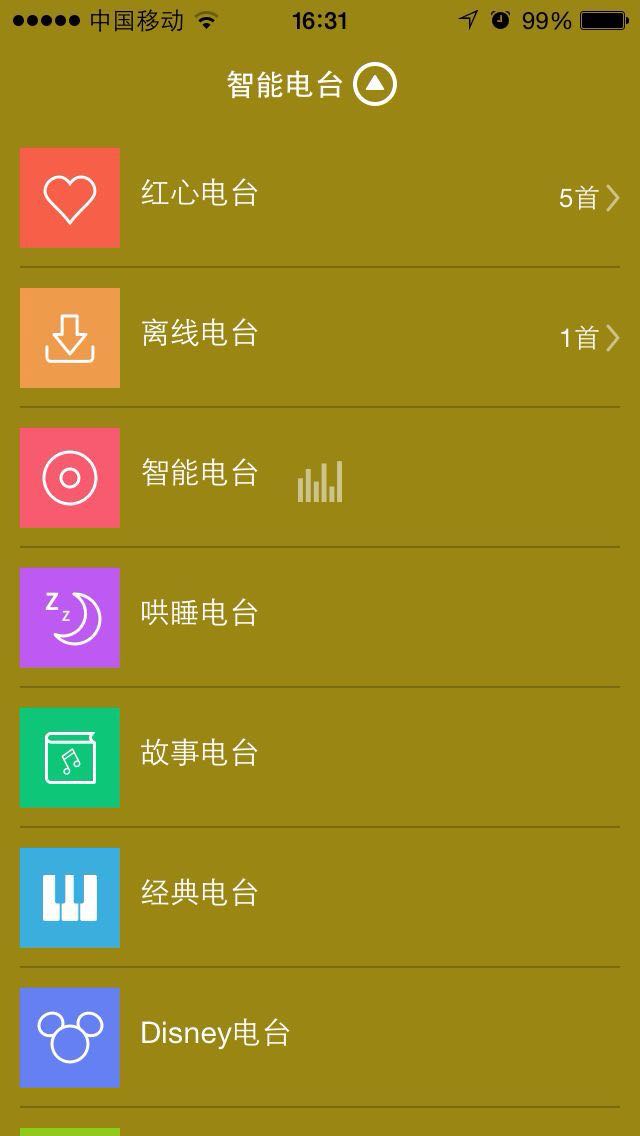 中国移动 16:31 99%
智能电台
红心电台 5首
离线电台 1首
智能电台
Z z 哄睡电台
故事电台
经典电台
Disney电台